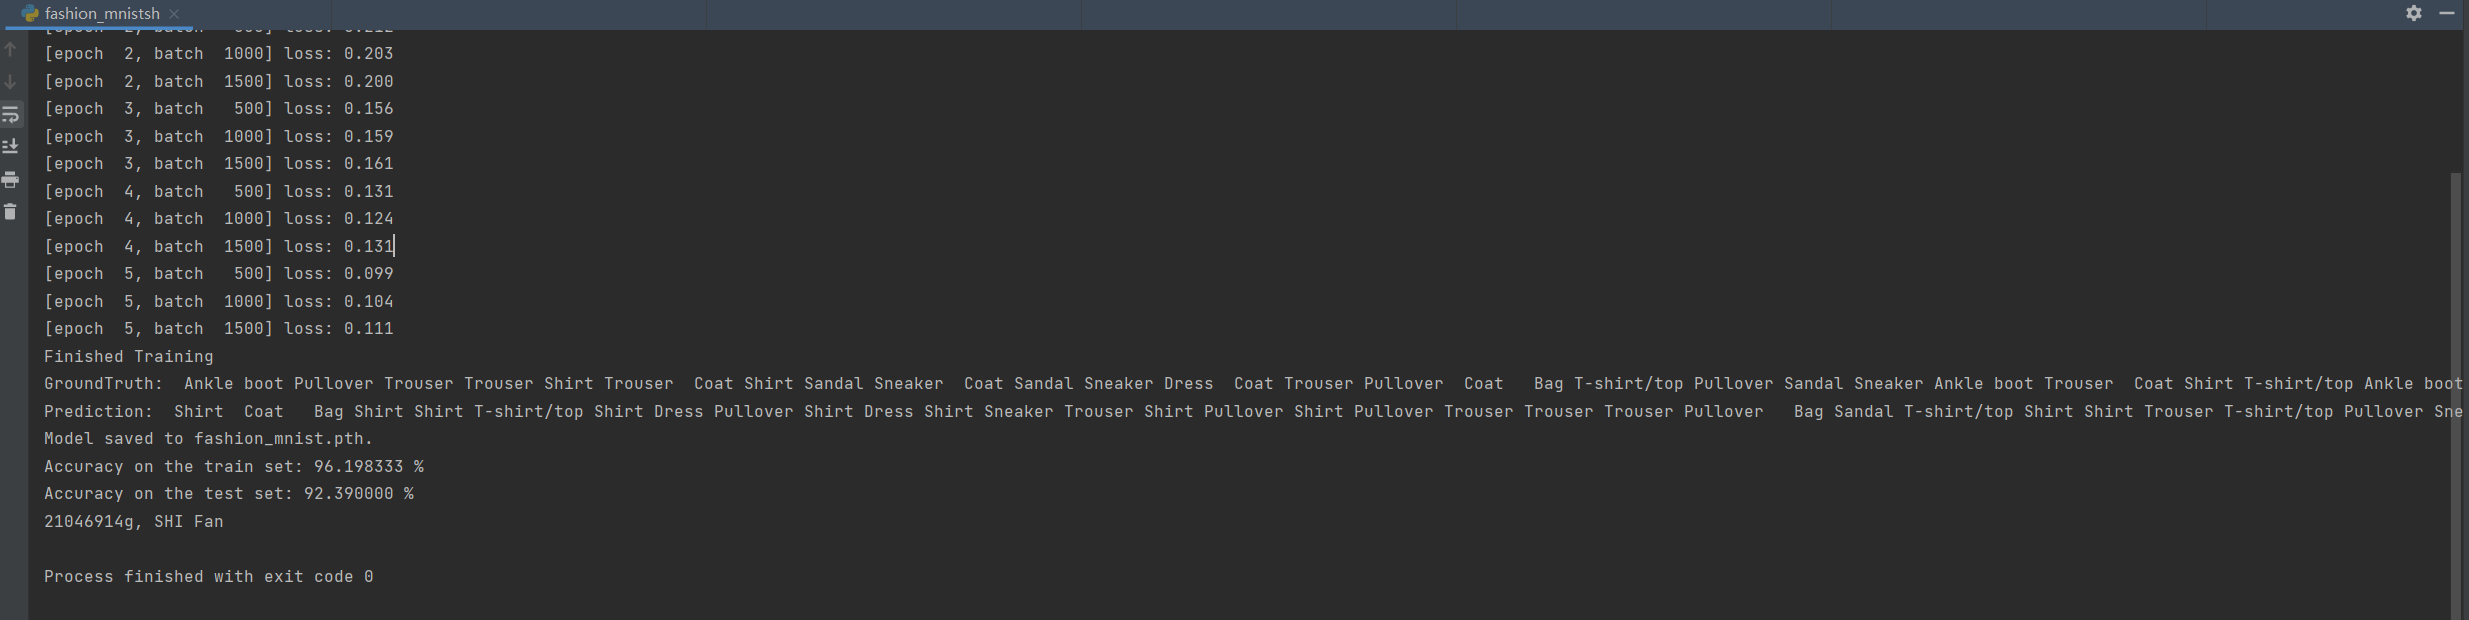 fashion_mnistsh
[epoch  2, batch  1000] loss: 0.203
[epoch  2, batch  1500] loss: 0.200
[epoch  3, batch   500] loss: 0.156
[epoch  3, batch  1000] loss: 0.159
[epoch  3, batch  1500] loss: 0.161
[epoch  4, batch   500] loss: 0.131
[epoch  4, batch  1000] loss: 0.124
[epoch  4, batch  1500] loss: 0.131
[epoch  5, batch   500] loss: 0.099
[epoch  5, batch  1000] loss: 0.104
[epoch  5, batch  1500] loss: 0.111
Finished Training
GroundTruth:  Ankle boot Pullover Trouser Trouser Shirt Trouser  Coat Shirt Sandal Sneaker  Coat Sandal Sneaker Dress  Coat Trouser Pullover  Coat   Bag T-shirt/top Pullover Sandal Sneaker Ankle boot Trouser  Coat Shirt T-shirt/top Ankle boot
Prediction:  Shirt  Coat   Bag Shirt Shirt T-shirt/top Shirt Dress Pullover Shirt Dress Shirt Sneaker Trouser Shirt Pullover Shirt Pullover Trouser Trouser Trouser Pullover   Bag Sandal T-shirt/top Shirt Shirt Trouser T-shirt/top Pullover Sne
Model saved to fashion_mnist.pth.
Accuracy on the train set: 96.198333 %
Accuracy on the test set: 92.390000 %
21046914g, SHI Fan
Process finished with exit code 0